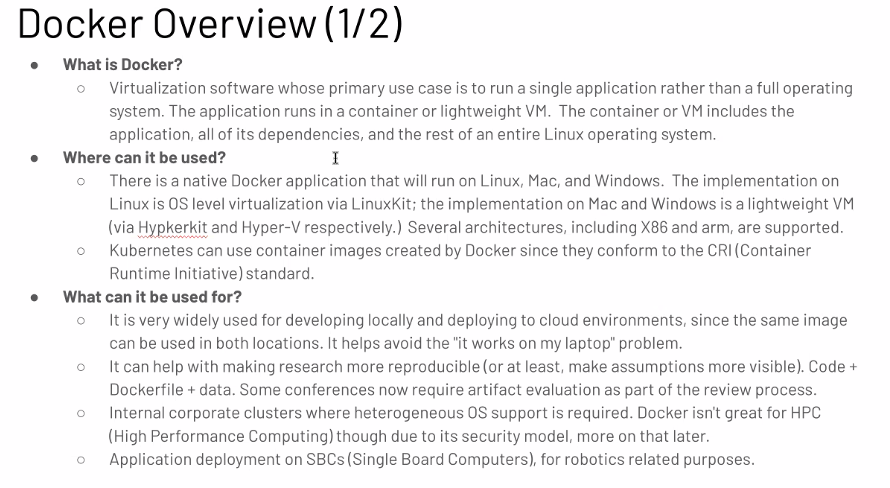 Docker Overview (1/2)
● What is Docker?
○ Virtualization software whose primary use case is to run a single application rather than a full operating
system. The application runs in a container or lightweight VM. The container or VM includes the
application, all of its dependencies, and the rest of an entire Linux operating system.
● Where can it be used?
○ There is a native Docker application that will run on Linux, Mac, and Windows. The implementation on
Linux is OS level virtualization via LinuxKit; the implementation on Mac and Windows is a lightweight VM
(via Hypkerkit and Hyper-V respectively.) Several architectures, including X86 and arm, are supported.
○ Kubernetes can use container images created by Docker since they conform to the CRI (Container
Runtime Initiative) standard.
● What can it be used for?
○ It is very widely used for developing locally and deploying to cloud environments, since the same image
can be used in both locations. It helps avoid the "it works on my laptop" problem.
○ It can help with making research more reproducible (or at least, make assumptions more visible). Code +
Dockerfile + data. Some conferences now require artifact evaluation as part of the review process.
○ Internal corporate clusters where heterogeneous OS support is required. Docker isn't great for HPC
(High Performance Computing) though due to its security model, more on that later.
○ Application deployment on SBCs (Single Board Computers), for robotics related purposes.